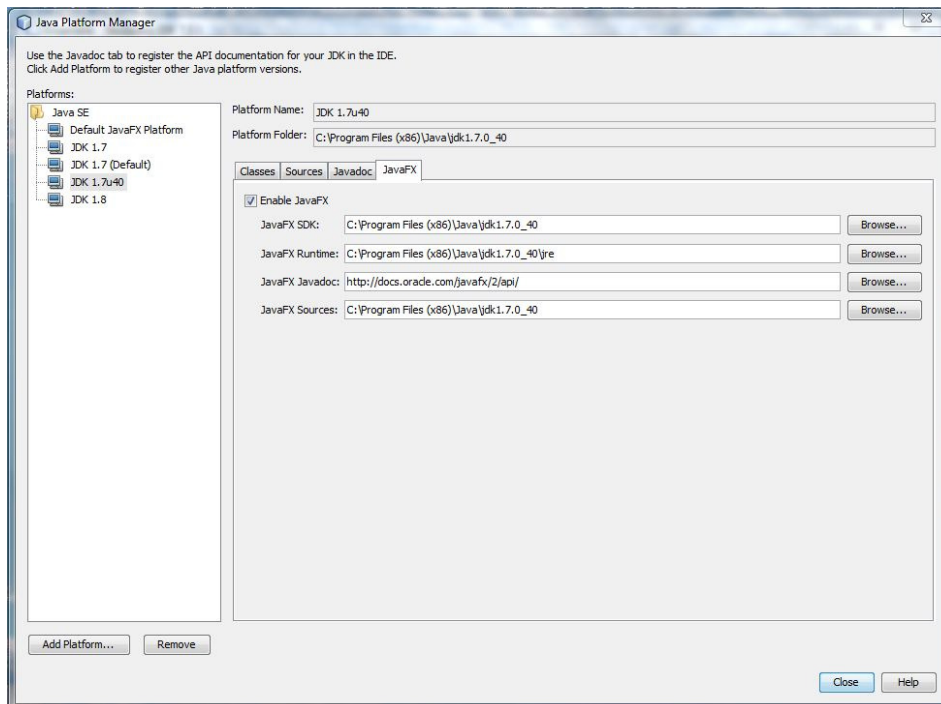 Java Platform Manager
Use the Javadoc tab to register the API documentation for your JDK in the IDE.
Click Add Platform to register other Java platform versions.
Platforms:
Java SE
Default JavaFX Platform
JDK 1.7
JDK 1.7 (Default)
JDK 1.7u40
JDK 1.8
Platform Name: JDK 1.7u40
Platform Folder: C:\Program Files (x86)\Java\jdk1.7.0_40
Classes Sources Javadoc JavaFX
Enable JavaFX
JavaFX SDK: C:\Program Files (x86)\Java\jdk1.7.0_40 Browse...
JavaFX Runtime: C:\Program Files (x86)\Java\jdk1.7.0_40\jre Browse...
JavaFX Javadoc: http://docs.oracle.com/javafx/2/api/ Browse...
JavaFX Sources: C:\Program Files (x86)\Java\jdk1.7.0_40 Browse...
Add Platform... Remove
Close Help